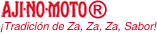 AJI-NO-MOTO®
¡Tradición de Za, Za, Za, Sabor!